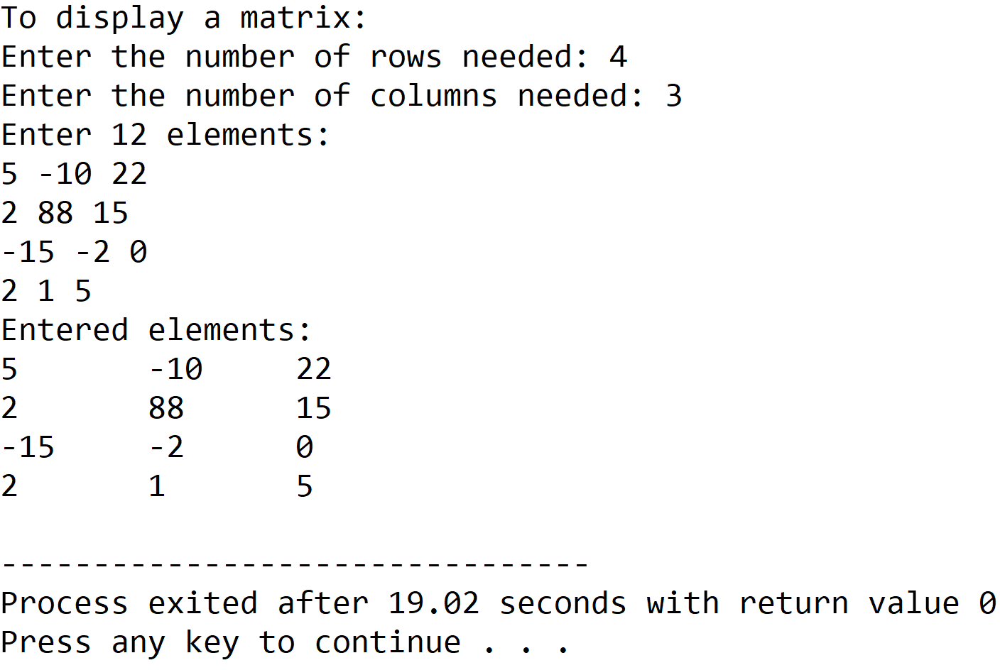 To display a matrix:
Enter the number of rows needed: 4
Enter the number of columns needed: 3
Enter 12 elements:
5 -10 22
2 88 15
-15 -2 0
2 1 5
Entered elements:
5       -10     22
2       88      15
-15     -2      0
2       1       5

--------------------------------
Process exited after 19.02 seconds with return value 0
Press any key to continue . . .